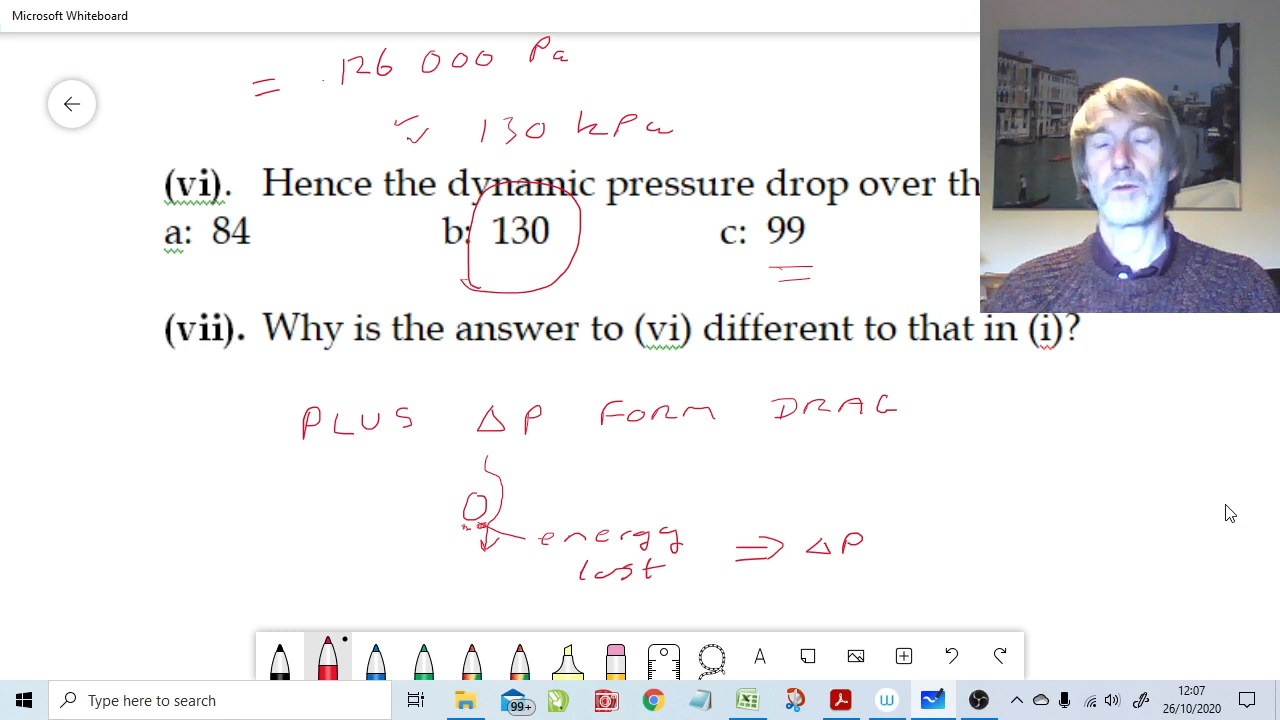 Microsoft Whiteboard
= 126 000 Pa
130 kPa
(vi). Hence the dynamic pressure drop over th
a: 84 b: 130 c: 99
(vii). Why is the answer to (vi) different to that in (i)?
PLUS ΔP FORM DRAG
energy
lost ⇒ ΔP
A
Type here to search
99+
W
12:07
26/10/2020